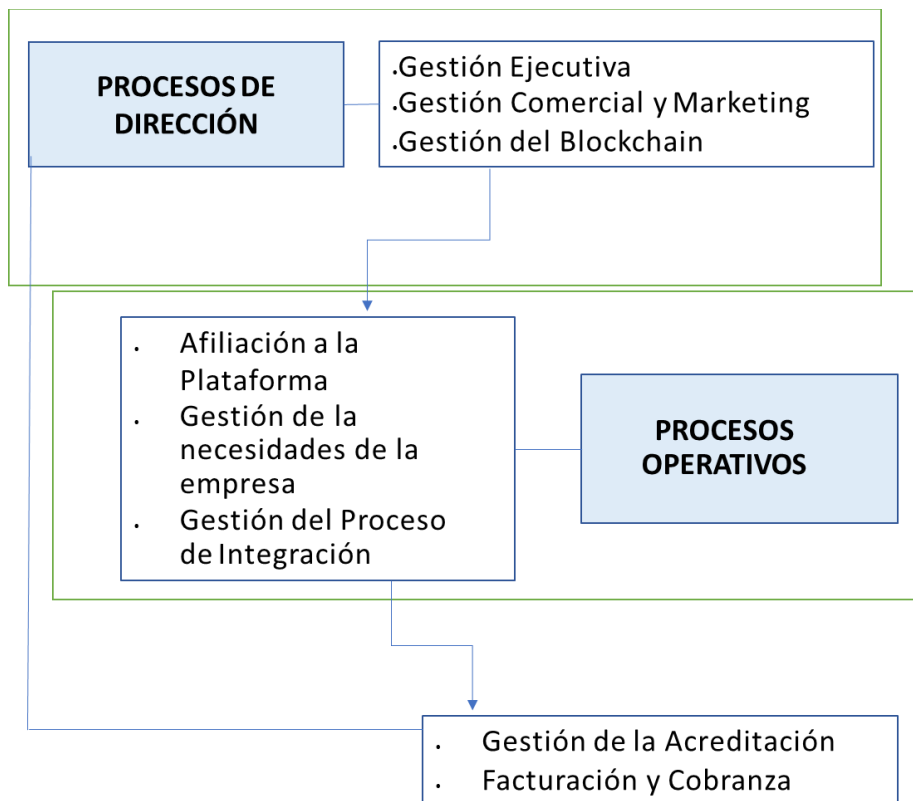 PROCESOS DE
DIRECCIÓN
.Gestión Ejecutiva
.Gestión Comercial y Marketing
.Gestión del Blockchain
. Afiliación a la
Plataforma
. Gestión de la
necesidades de la
empresa
. Gestión del Proceso
de Integración
PROCESOS
OPERATIVOS
. Gestión de la Acreditación
. Facturación y Cobranza